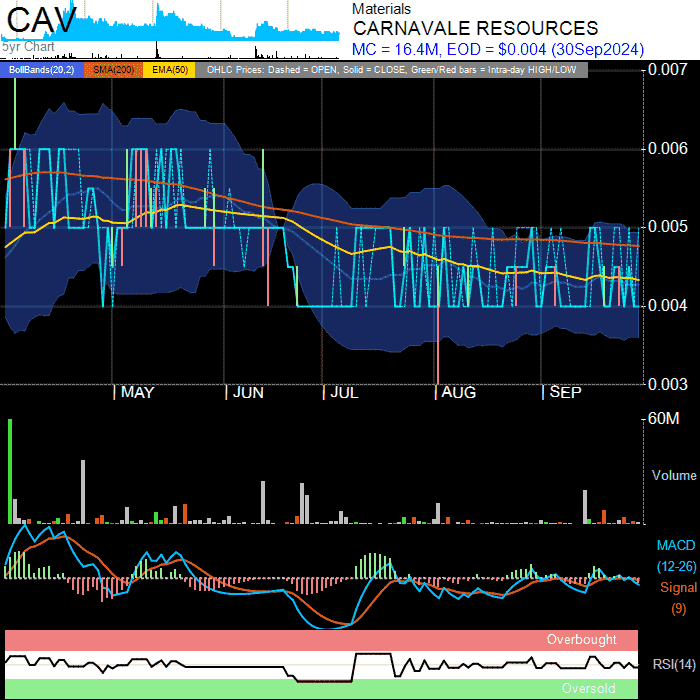 CAV
5yr Chart
Materials
CARNAVALE RESOURCES
MC = 16.4M, EOD = $0.004 (30Sep2024)
BollBands(20,2) SMA(200) EMA(50) OHLC Prices: Dashed = OPEN, Solid = CLOSE, Green/Red bars = Intra-day HIGH/LOW
0.007
0.006
0.005
0.004
0.003
MAY JUN JUL AUG SEP
60M
Volume
MACD
(12-26)
Signal
(9)
Overbought
RSI(14)
Oversold